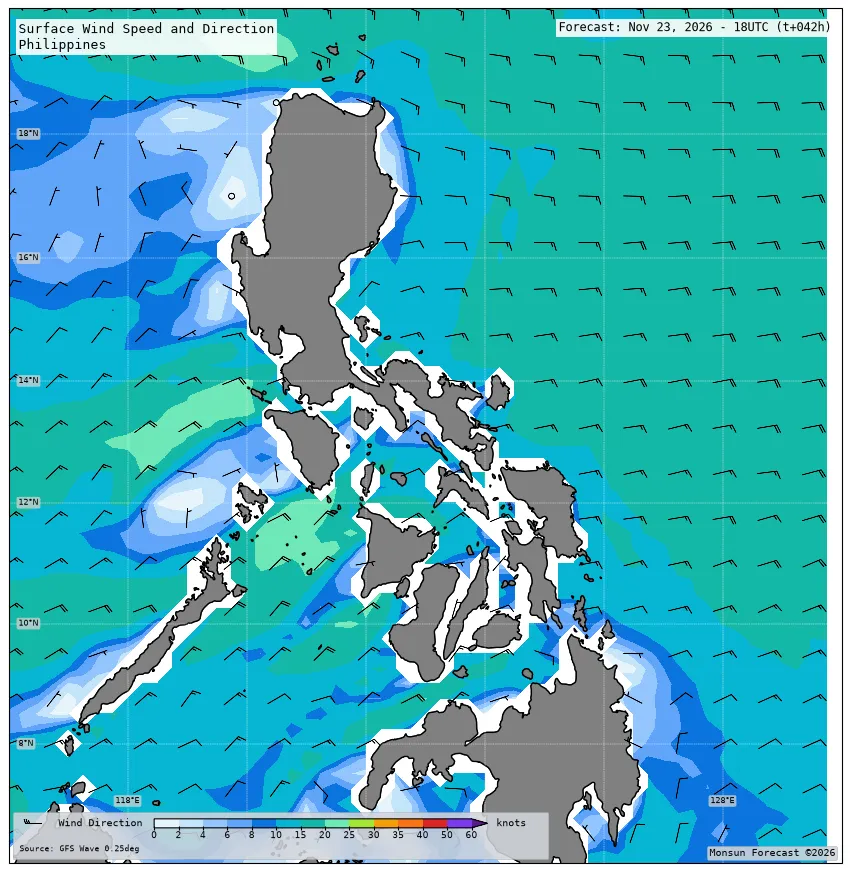 Surface Wind Speed and Direction
Philippines
Forecast: Nov 23, 2026 - 18UTC (t+042h)
18°N
16°N
14°N
12°N
10°N
8°N
118°E
128°E
Wind Direction
0 2 4 6 8 10 15 20 25 30 35 40 50 60
knots
Source: GFS Wave 0.25deg
Monsun Forecast ©2026